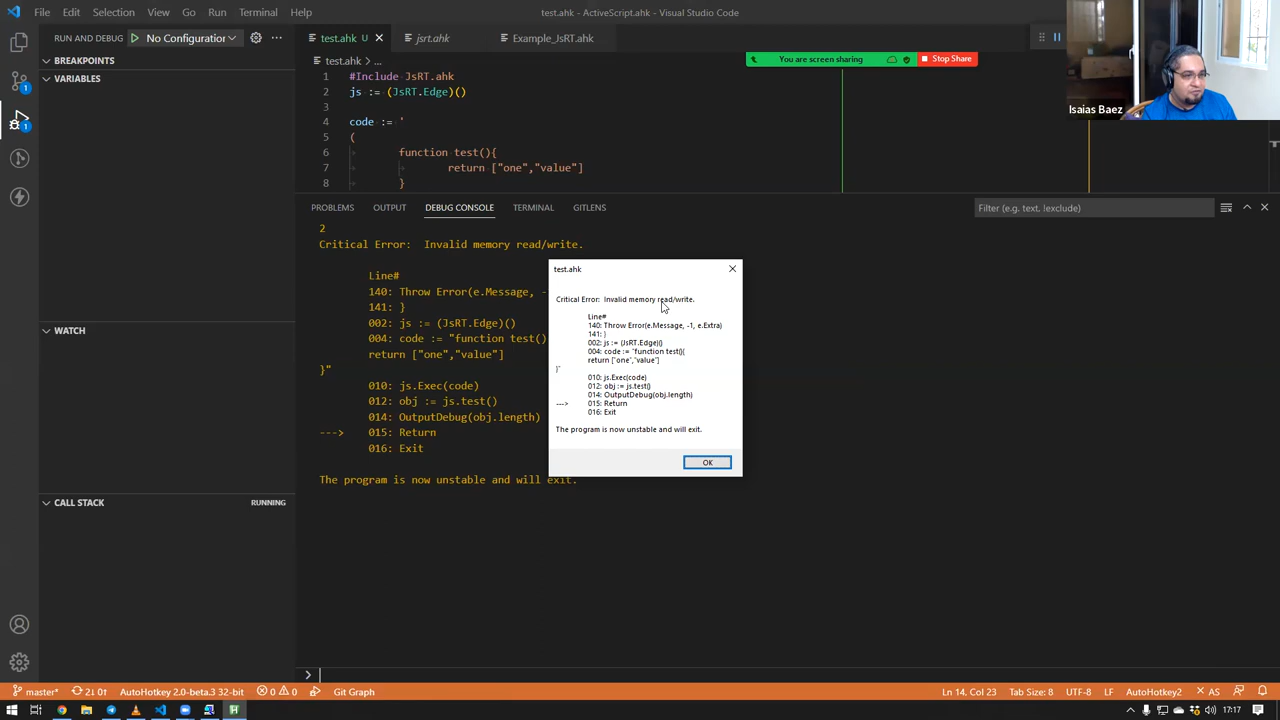 File Edit Selection View Go Run Terminal Help
test.ahk - ActiveScript.ahk - Visual Studio Code
RUN AND DEBUG No Configuration
test.ahk U
jsrt.ahk
Example_JsRT.ahk
BREAKPOINTS
test.ahk > ...
You are screen sharing
Stop Share
VARIABLES
1 #Include JsRT.ahk
2 js := (JsRT.Edge)()
3
4 code := '
5 (
6 function test(){
7 return ["one","value"]
8 }
Isaias Baez
PROBLEMS OUTPUT DEBUG CONSOLE TERMINAL GITLENS
Filter (e.g. text, !exclude)
2
Critical Error: Invalid memory read/write.
Line#
140: Throw Error(e.Message, -
141: }
002: js := (JsRT.Edge)()
004: code := "function test()
return ["one","value"]
}"
010: js.Exec(code)
012: obj := js.test()
014: OutputDebug(obj.length)
---> 015: Return
016: Exit
The program is now unstable and will exit.
test.ahk
Critical Error: Invalid memory read/write.
Line#
140: Throw Error(e.Message, -1, e.Extra)
141: }
002: js := (JsRT.Edge)()
004: code := "function test(){
return ["one","value"]
}"
010: js.Exec(code)
012: obj := js.test()
014: OutputDebug(obj.length)
---> 015: Return
016: Exit
The program is now unstable and will exit.
OK
WATCH
CALL STACK RUNNING
1
1
>
master* 2↓ 0↑ AutoHotkey 2.0-beta.3 32-bit 0 0 Git Graph
Ln 14, Col 23 Tab Size: 8 UTF-8 LF AutoHotkey2 AS
17:17